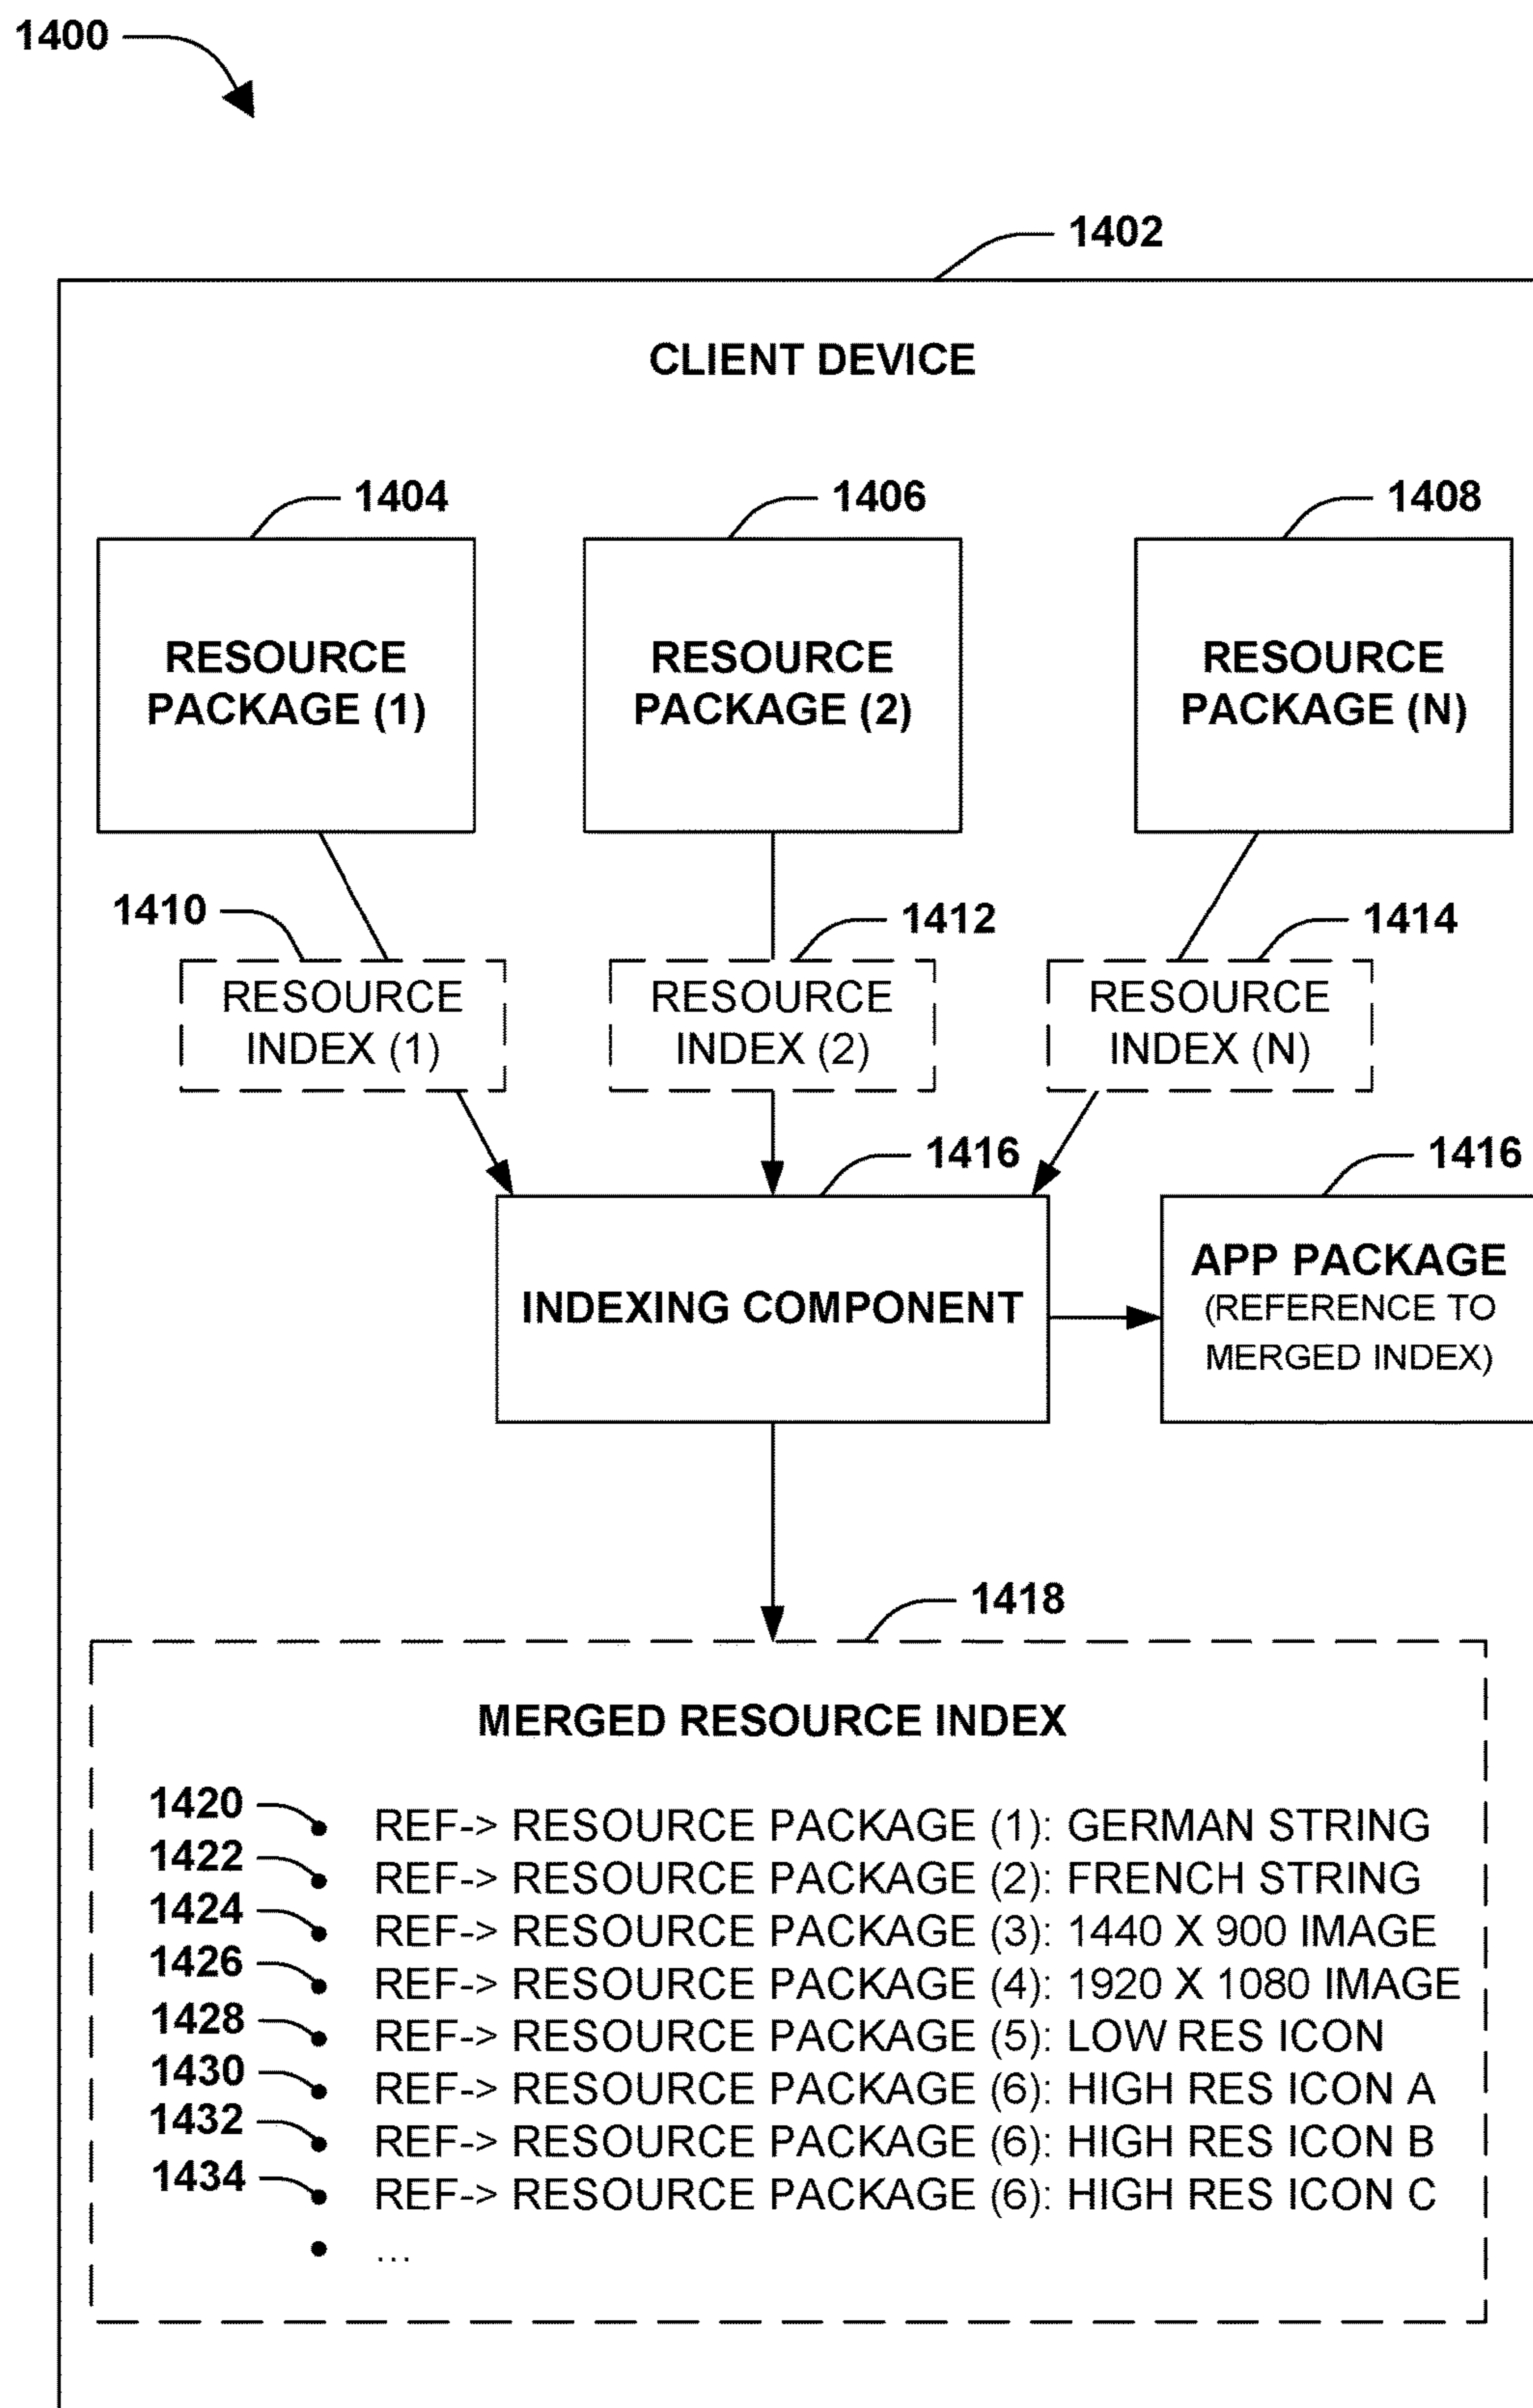 1400
1402
CLIENT DEVICE
1404
1406
1408
RESOURCE
PACKAGE (1)
RESOURCE
PACKAGE (2)
RESOURCE
PACKAGE (N)
1410
1412
1414
RESOURCE
INDEX (1)
RESOURCE
INDEX (2)
RESOURCE
INDEX (N)
1416
1416
INDEXING COMPONENT
APP PACKAGE
(REFERENCE TO
MERGED INDEX)
1418
MERGED RESOURCE INDEX
1420 • REF-> RESOURCE PACKAGE (1): GERMAN STRING
1422 • REF-> RESOURCE PACKAGE (2): FRENCH STRING
1424 • REF-> RESOURCE PACKAGE (3): 1440 X 900 IMAGE
1426 • REF-> RESOURCE PACKAGE (4): 1920 X 1080 IMAGE
1428 • REF-> RESOURCE PACKAGE (5): LOW RES ICON
1430 • REF-> RESOURCE PACKAGE (6): HIGH RES ICON A
1432 • REF-> RESOURCE PACKAGE (6): HIGH RES ICON B
1434 • REF-> RESOURCE PACKAGE (6): HIGH RES ICON C
• ...